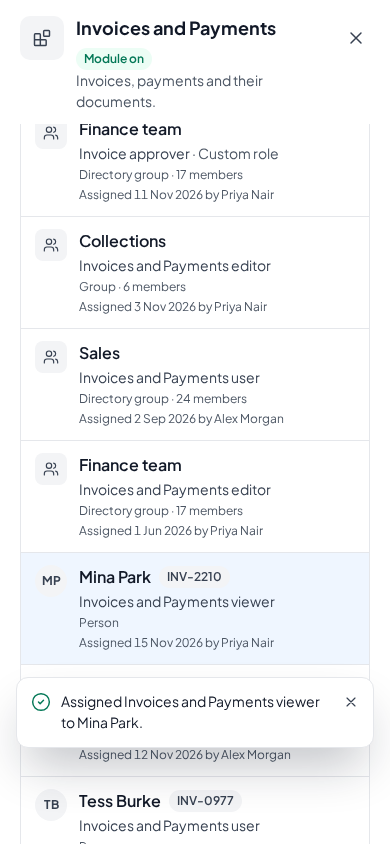 Invoices and Payments
Module on
Invoices, payments and their
documents.
Finance team
Invoice approver · Custom role
Directory group · 17 members
Assigned 11 Nov 2026 by Priya Nair
Collections
Invoices and Payments editor
Group · 6 members
Assigned 3 Nov 2026 by Priya Nair
Sales
Invoices and Payments user
Directory group · 24 members
Assigned 2 Sep 2026 by Alex Morgan
Finance team
Invoices and Payments editor
Directory group · 17 members
Assigned 1 Jun 2026 by Priya Nair
MP Mina Park INV-2210
Invoices and Payments viewer
Person
Assigned 15 Nov 2026 by Priya Nair
Assigned Invoices and Payments viewer
to Mina Park.
Assigned 12 Nov 2026 by Alex Morgan
TB Tess Burke INV-0977
Invoices and Payments user